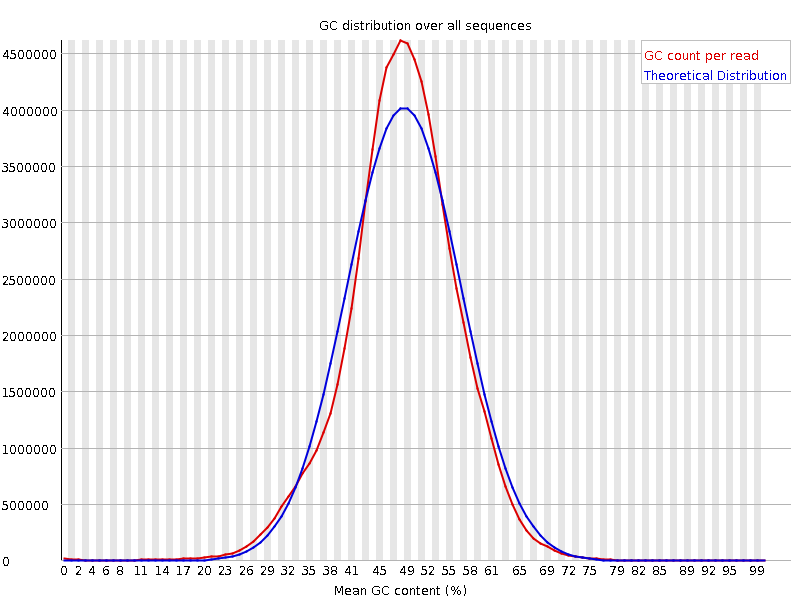 GC distribution over all sequences
GC count per read
Theoretical Distribution
4500000
4000000
3500000
3000000
2500000
2000000
1500000
1000000
500000
0
0 2 4 6 8 11 14 17 20 23 26 29 32 35 38 41 45 49 52 55 58 61 65 69 72 75 79 82 85 89 92 95 99
Mean GC content (%)